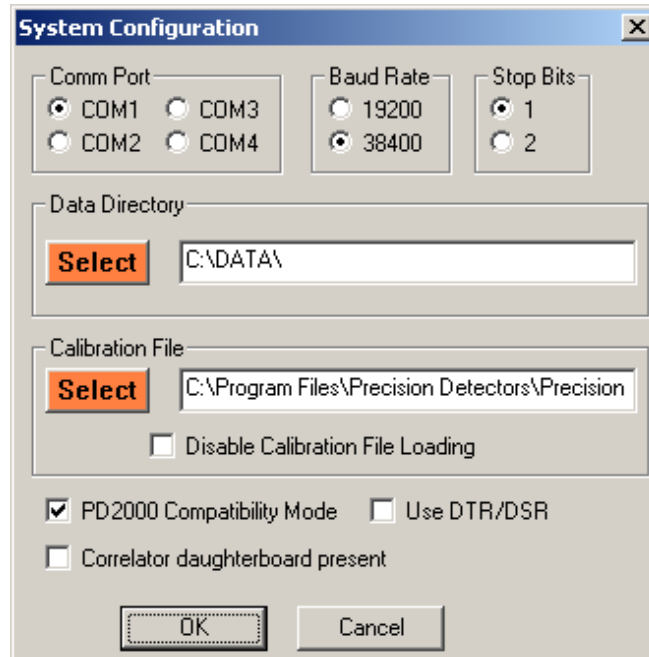 System Configuration
Comm Port
COM1 COM3
COM2 COM4
Baud Rate
19200
38400
Stop Bits
1
2
Data Directory
Select C:\DATA\
Calibration File
Select C:\Program Files\Precision Detectors\Precision
Disable Calibration File Loading
PD2000 Compatibility Mode Use DTR/DSR
Correlator daughterboard present
OK Cancel